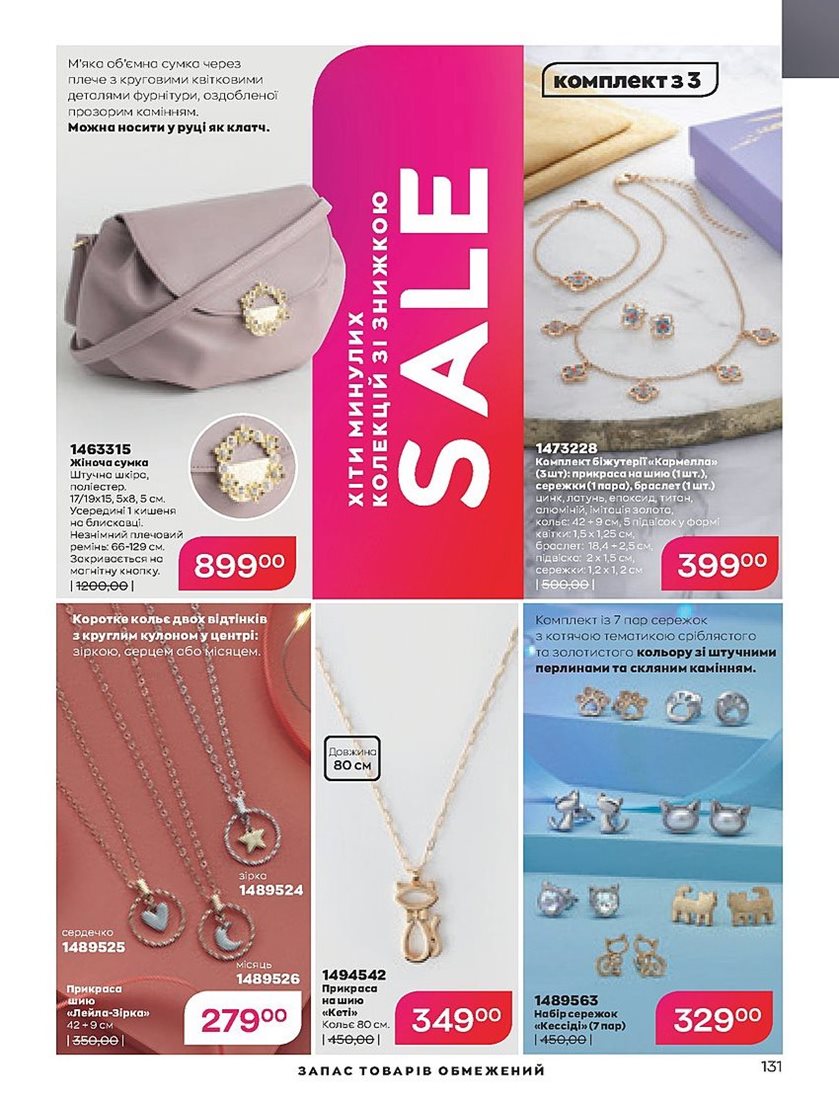 М'яка об'ємна сумка через
плече з круговими квітковими
деталями фурнітури, оздобленої
прозорим камінням.
Можна носити у руці як клатч.
1463315
Жіноча сумка
Штучна шкіра,
поліестер.
17/19x15, 5x8, 5 см.
Усередині 1 кишеня
на блискавці.
Незнімний плечовий
ремінь: 66-129 см.
Закривається на
магнітну кнопку.
|1200,00|
899⁰⁰
ХІТИ МИНУЛИХ
КОЛЕКЦІЙ ЗІ ЗНИЖКОЮ
SALE
комплект з 3
1473228
Комплект біжутерії «Кармелла»
(3шт): прикраса на шию (1 шт.),
сережки (1 пара), браслет (1 шт.)
цинк, латунь, епоксид, титан,
алюміній, імітація золота,
кольє: 42 + 9 см, 5 підвісок у формі
квітки: 1,5 x 1,25 см,
браслет: 18,4 + 2,5 см,
підвіска: 2 x 1,5 см,
сережки: 1,2 x 1,2 см
|500,00|
399⁰⁰
Коротке кольє двох відтінків
з круглим кулоном у центрі:
зіркою, серцем або місяцем.
зірка
1489524
сердечко
1489525
місяць
1489526
Прикраса
шию
«Лейла-Зірка»
42 + 9 см
|350,00|
279⁰⁰
Довжина
80 см
1494542
Прикраса
на шию
«Кеті»
Кольє 80 см.
|450,00|
349⁰⁰
Комплект із 7 пар сережок
з котячою тематикою сріблястого
та золотистого кольору зі штучними
перлинами та скляним камінням.
1489563
Набір сережок
«Кессіді» (7 пар)
|450,00|
329⁰⁰
ЗАПАС ТОВАРІВ ОБМЕЖЕНИЙ
131